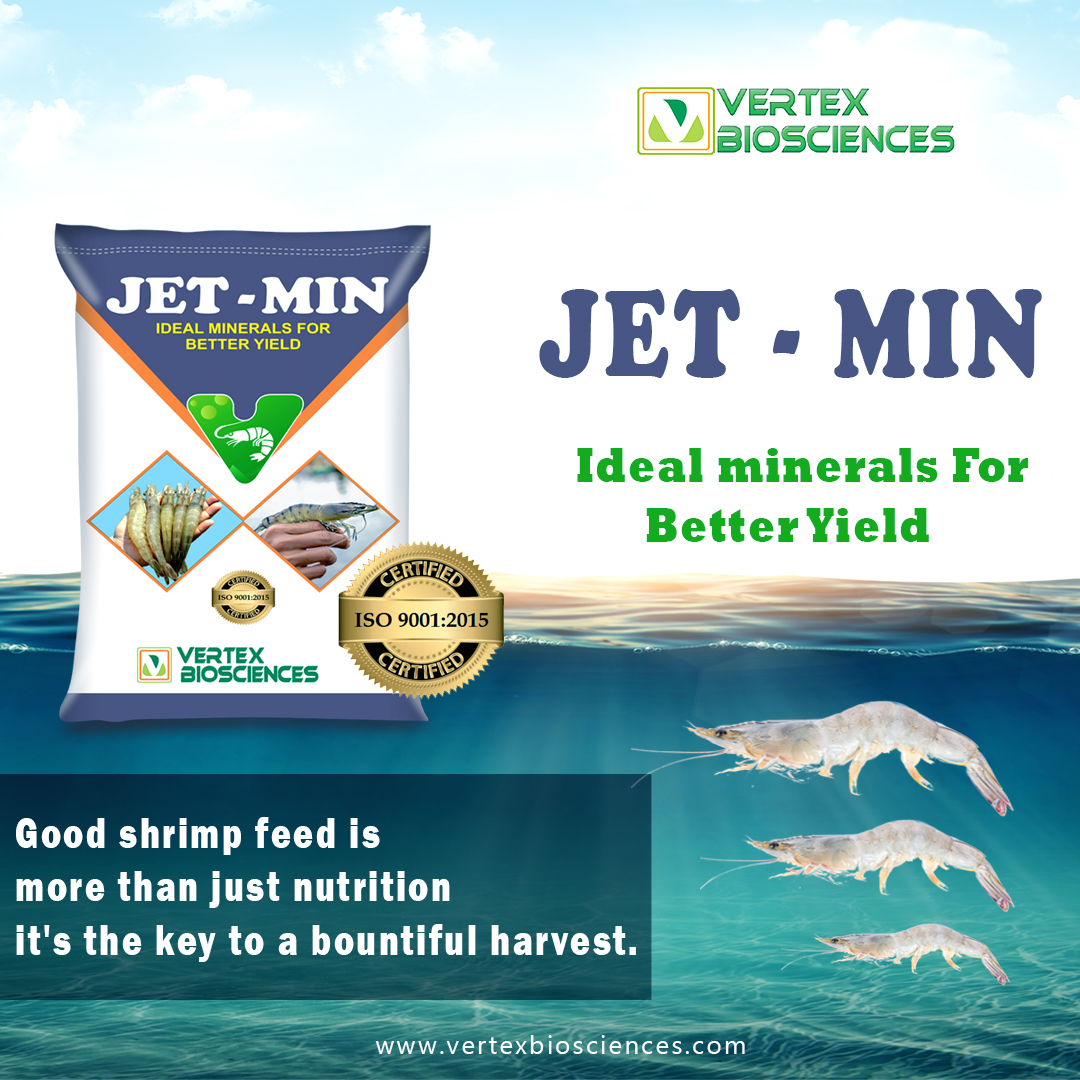 VERTEX
BIOSCIENCES
JET - MIN
IDEAL MINERALS FOR
BETTER YIELD
CERTIFIED
ISO 9001:2015
CERTIFIED
VERTEX
BIOSCIENCES
CERTIFIED
ISO 9001:2015
CERTIFIED
JET - MIN
Ideal minerals For
Better Yield
Good shrimp feed is
more than just nutrition
it's the key to a bountiful harvest.
www.vertexbiosciences.com